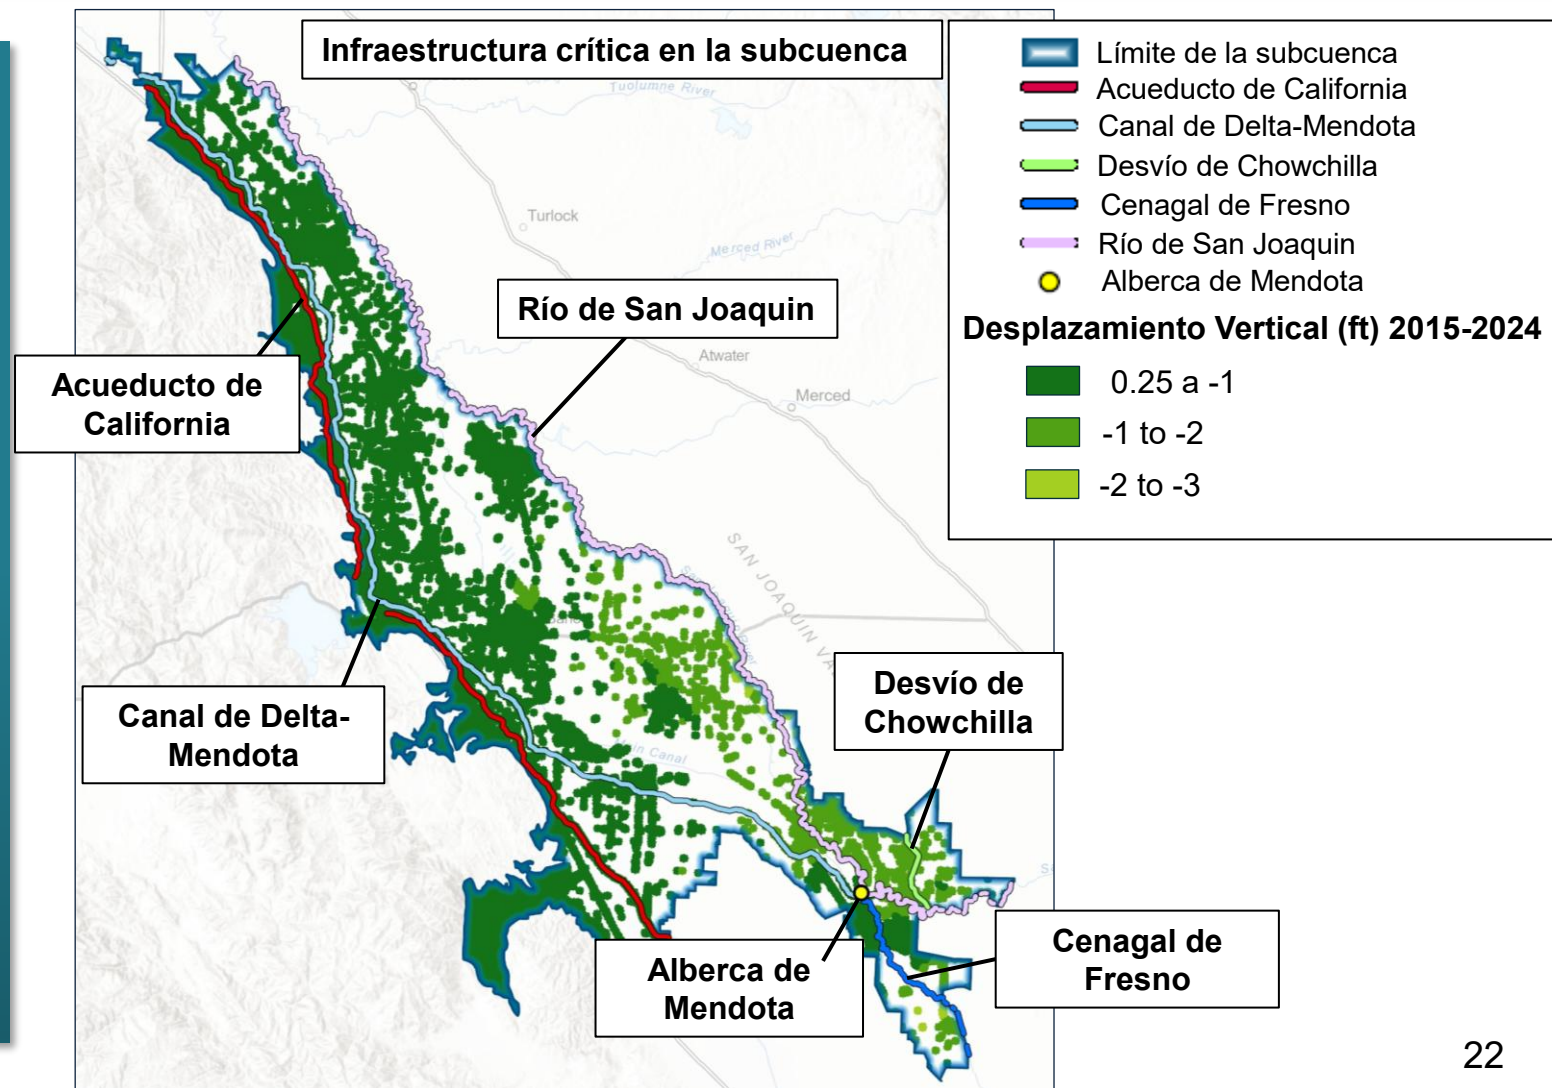 Infraestructura crítica en la subcuenca
Límite de la subcuenca
Acueducto de California
Canal de Delta-Mendota
Desvío de Chowchilla
Cenagal de Fresno
Río de San Joaquin
Alberca de Mendota
Desplazamiento Vertical (ft) 2015-2024
0.25 a -1
-1 to -2
-2 to -3
Tuolumne River
Turlock
Merced River
Río de San Joaquin
Atwater
Merced
Acueducto de
California
SAN JOAQUIN
Canal de Delta-
Mendota
Desvío de
Chowchilla
Main Canal
Alberca de
Mendota
Cenagal de
Fresno
22